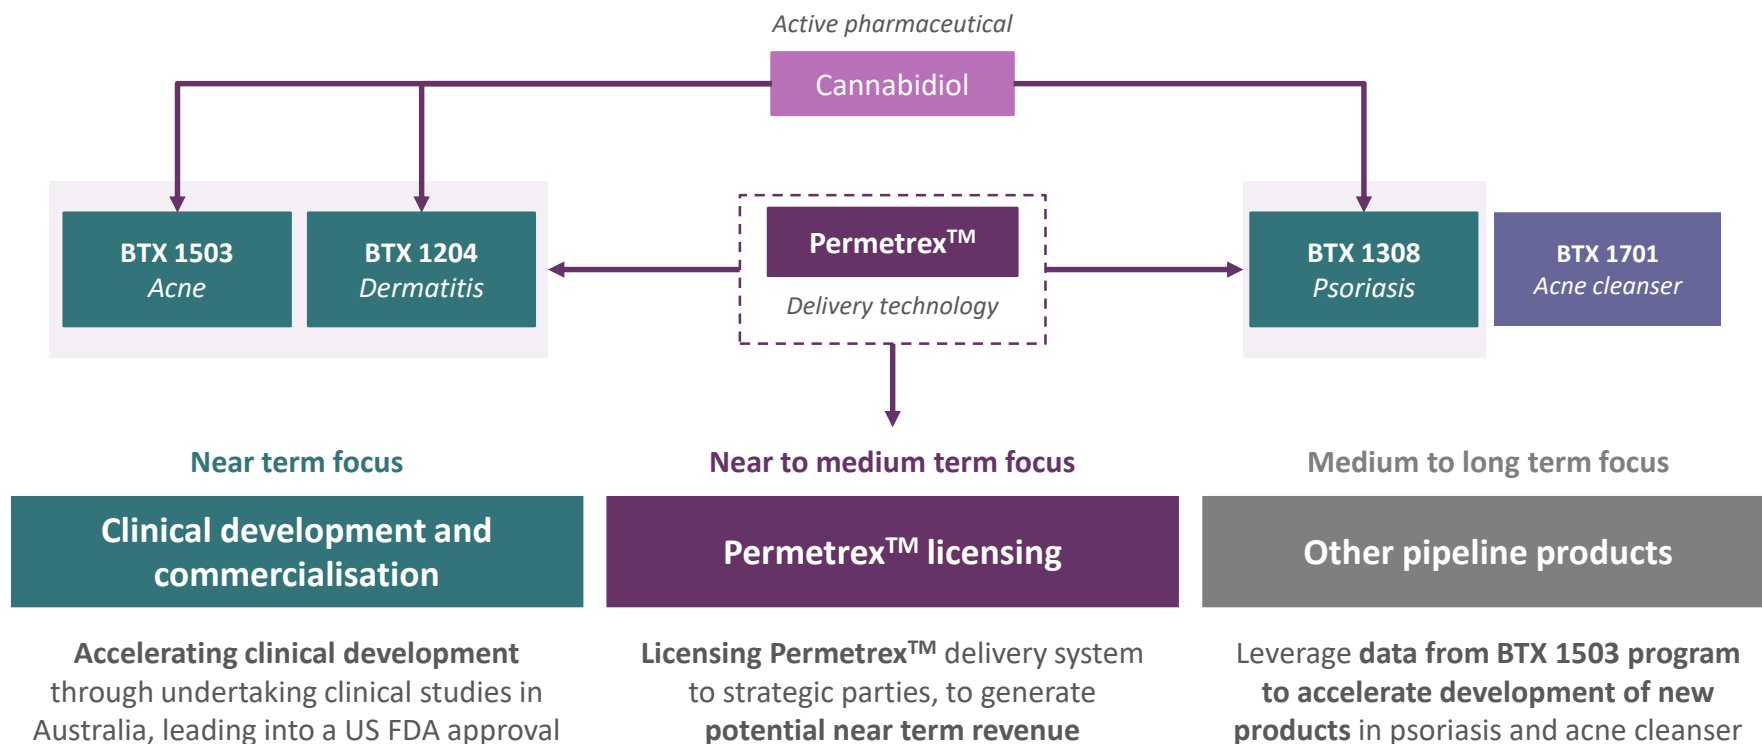 Active pharmaceutical
Cannabidiol
BTX 1503
Acne
BTX 1204
Dermatitis
Permetrex™
Delivery technology
BTX 1308
Psoriasis
BTX 1701
Acne cleanser
Near term focus
Clinical development and
commercialisation
Accelerating clinical development
through undertaking clinical studies in
Australia, leading into a US FDA approval
Near to medium term focus
Permetrex™ licensing
Licensing Permetrex™ delivery system
to strategic parties, to generate
potential near term revenue
Medium to long term focus
Other pipeline products
Leverage data from BTX 1503 program
to accelerate development of new
products in psoriasis and acne cleanser